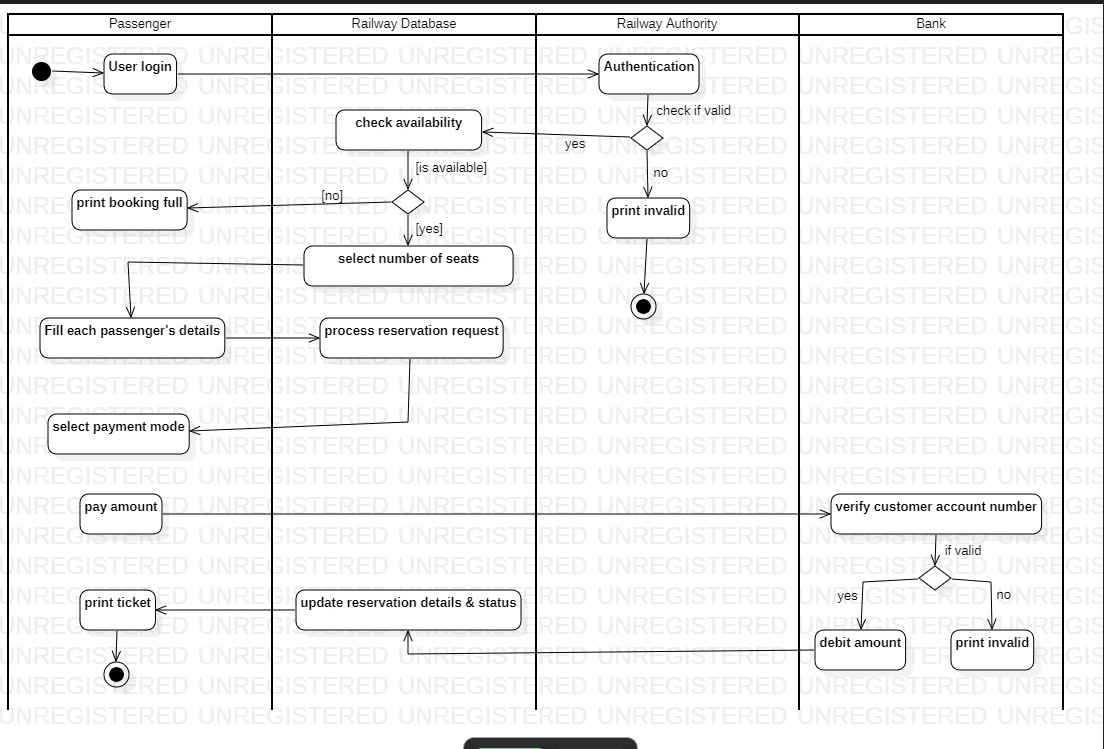 Passenger
Railway Database
Railway Authority
Bank
User login
Authentication
check if valid
check availability
yes
[is available]
no
[no]
print booking full
print invalid
[yes]
select number of seats
Fill each passenger's details
process reservation request
select payment mode
pay amount
verify customer account number
if valid
yes
no
print ticket
update reservation details & status
debit amount
print invalid
UNREGISTERED